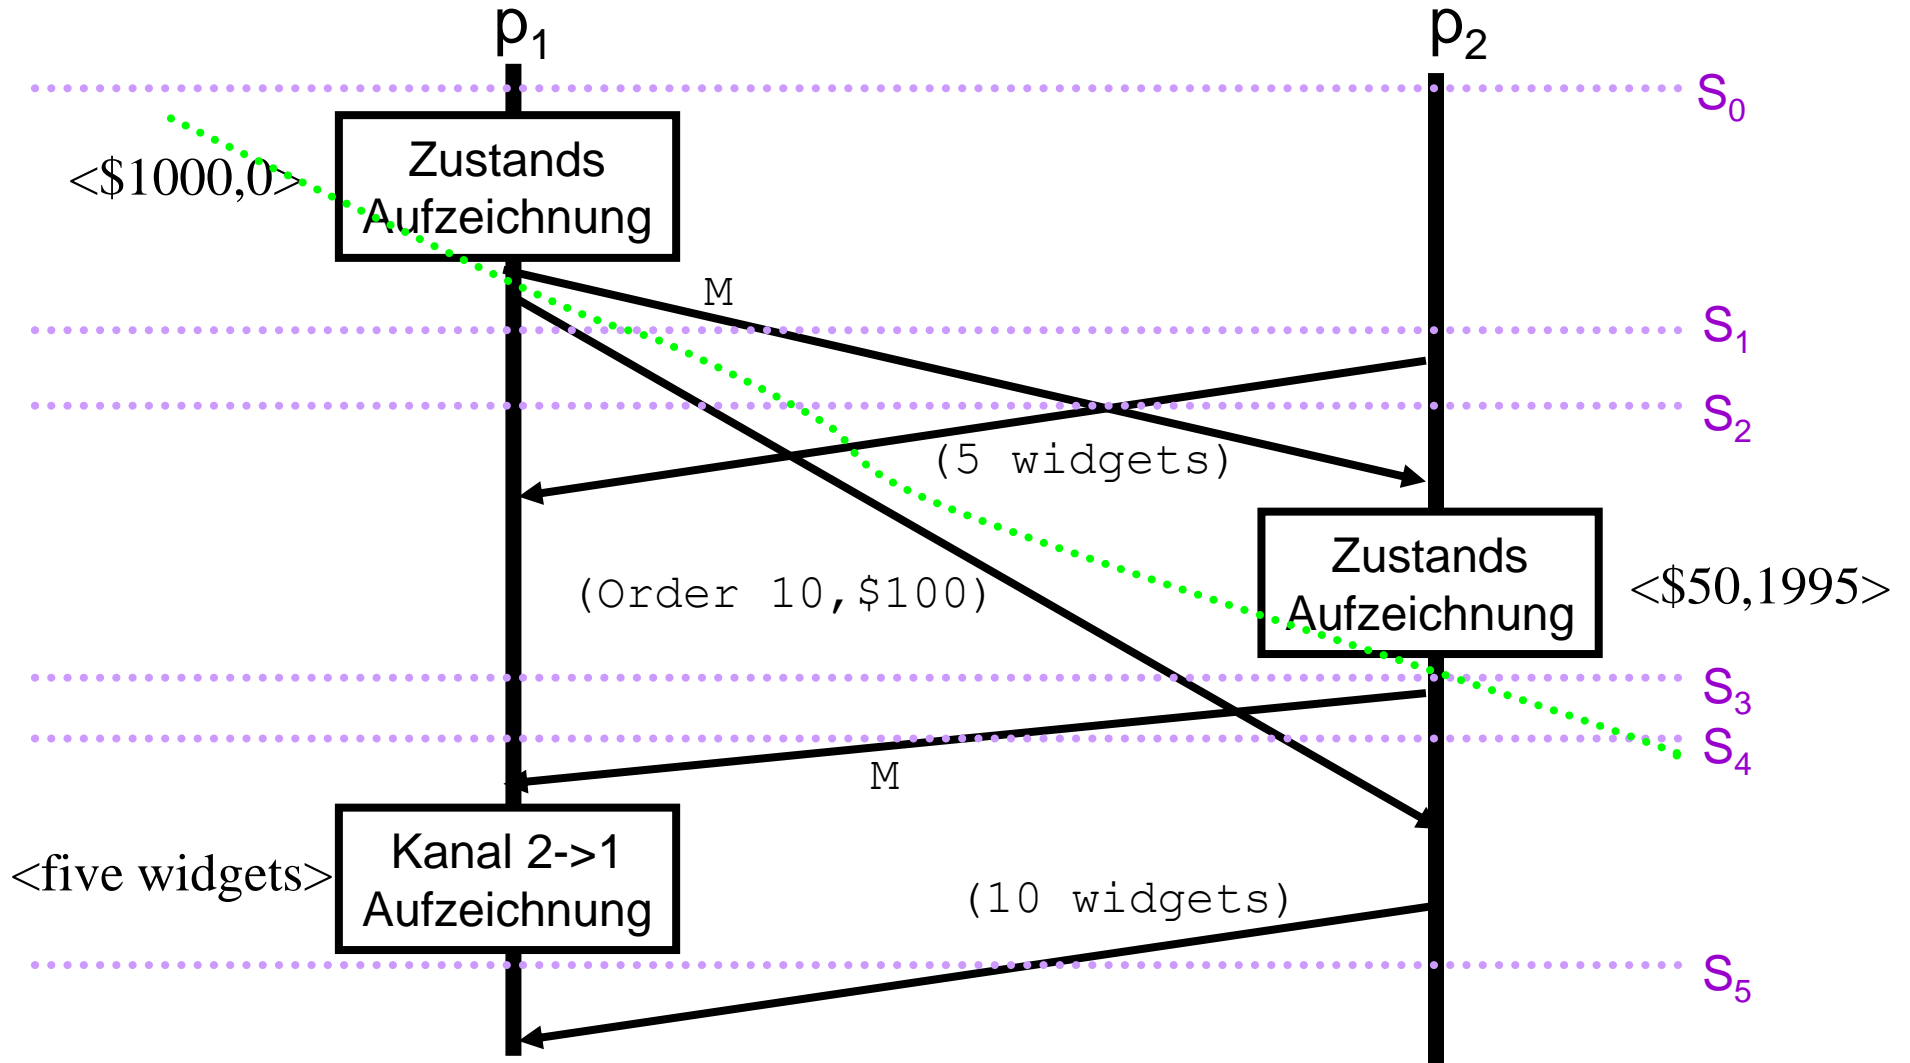 p1
p2
S0
Zustands
Aufzeichnung
<$1000,0>
M
S1
S2
(5 widgets)
Zustands
Aufzeichnung
<$50,1995>
(Order 10,$100)
S3
S4
M
Kanal 2->1
Aufzeichnung
<five widgets>
(10 widgets)
S5